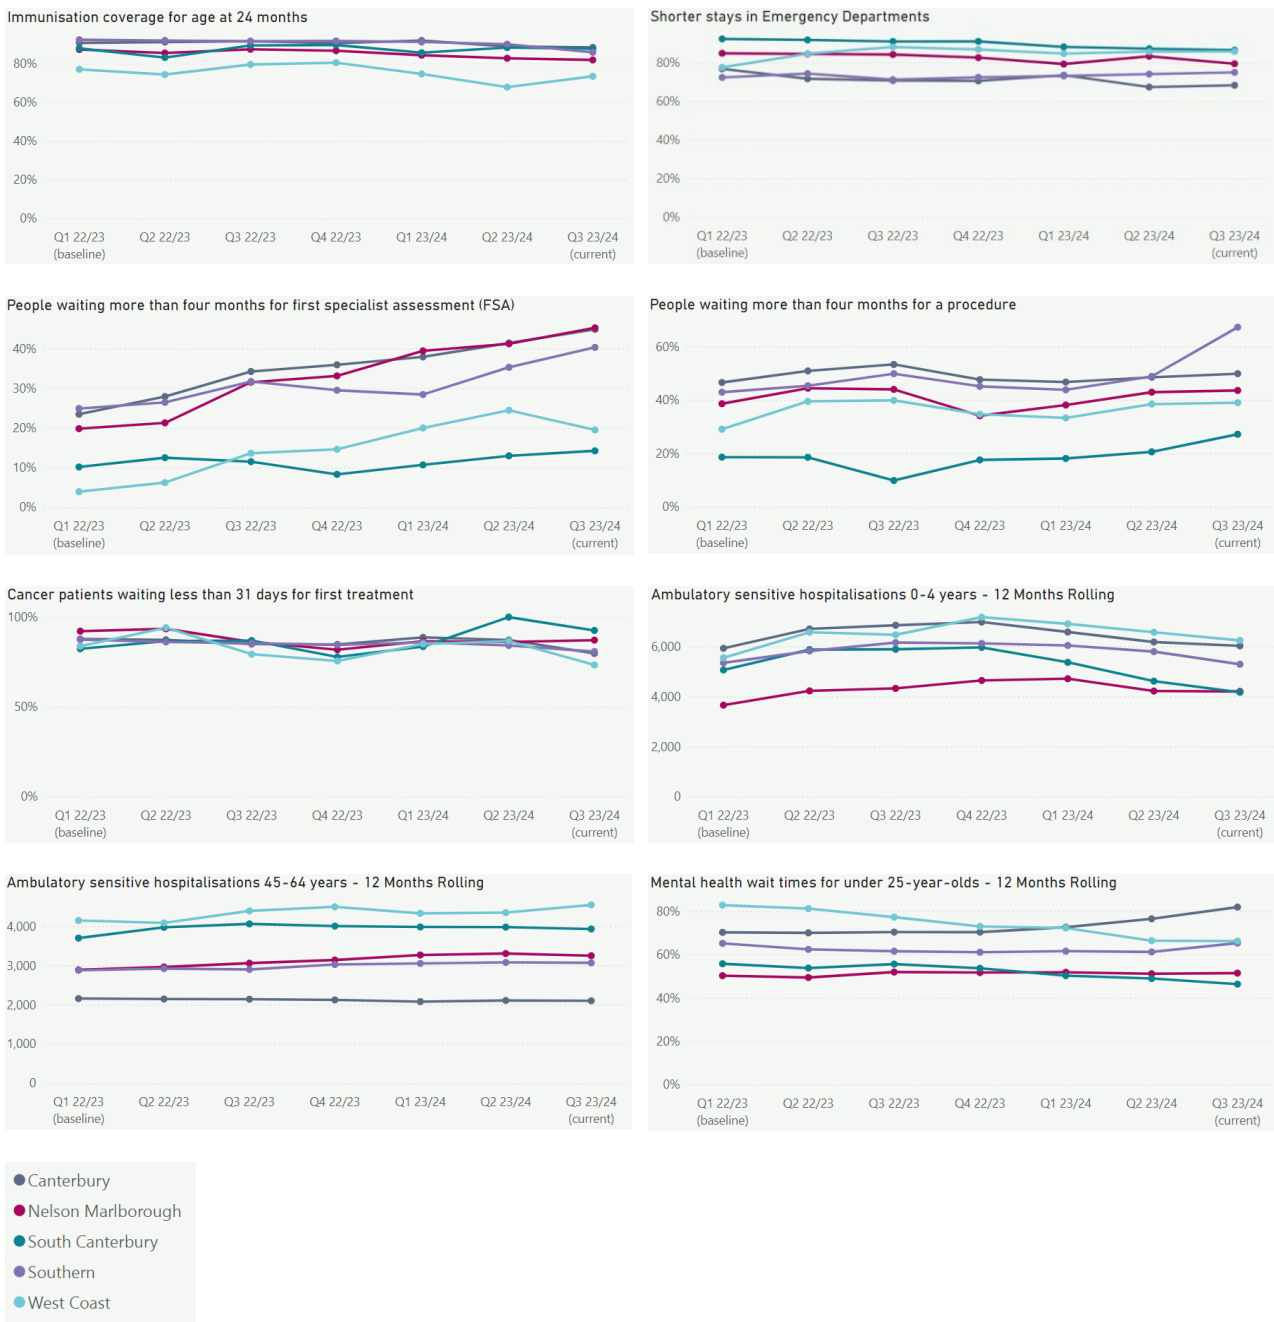 Immunisation coverage for age at 24 months
80%
60%
40%
20%
0%
Q1 22/23 Q2 22/23 Q3 22/23 Q4 22/23 Q1 23/24 Q2 23/24 Q3 23/24
(baseline) (current)
Shorter stays in Emergency Departments
80%
60%
40%
20%
0%
Q1 22/23 Q2 22/23 Q3 22/23 Q4 22/23 Q1 23/24 Q2 23/24 Q3 23/24
(baseline) (current)
People waiting more than four months for first specialist assessment (FSA)
40%
30%
20%
10%
0%
Q1 22/23 Q2 22/23 Q3 22/23 Q4 22/23 Q1 23/24 Q2 23/24 Q3 23/24
(baseline) (current)
People waiting more than four months for a procedure
60%
40%
20%
0%
Q1 22/23 Q2 22/23 Q3 22/23 Q4 22/23 Q1 23/24 Q2 23/24 Q3 23/24
(baseline) (current)
Cancer patients waiting less than 31 days for first treatment
100%
50%
0%
Q1 22/23 Q2 22/23 Q3 22/23 Q4 22/23 Q1 23/24 Q2 23/24 Q3 23/24
(baseline) (current)
Ambulatory sensitive hospitalisations 0-4 years - 12 Months Rolling
6,000
4,000
2,000
0
Q1 22/23 Q2 22/23 Q3 22/23 Q4 22/23 Q1 23/24 Q2 23/24 Q3 23/24
(baseline) (current)
Ambulatory sensitive hospitalisations 45-64 years - 12 Months Rolling
4,000
3,000
2,000
1,000
0
Q1 22/23 Q2 22/23 Q3 22/23 Q4 22/23 Q1 23/24 Q2 23/24 Q3 23/24
(baseline) (current)
Mental health wait times for under 25-year-olds - 12 Months Rolling
80%
60%
40%
20%
0%
Q1 22/23 Q2 22/23 Q3 22/23 Q4 22/23 Q1 23/24 Q2 23/24 Q3 23/24
(baseline) (current)
Canterbury
Nelson Marlborough
South Canterbury
Southern
West Coast